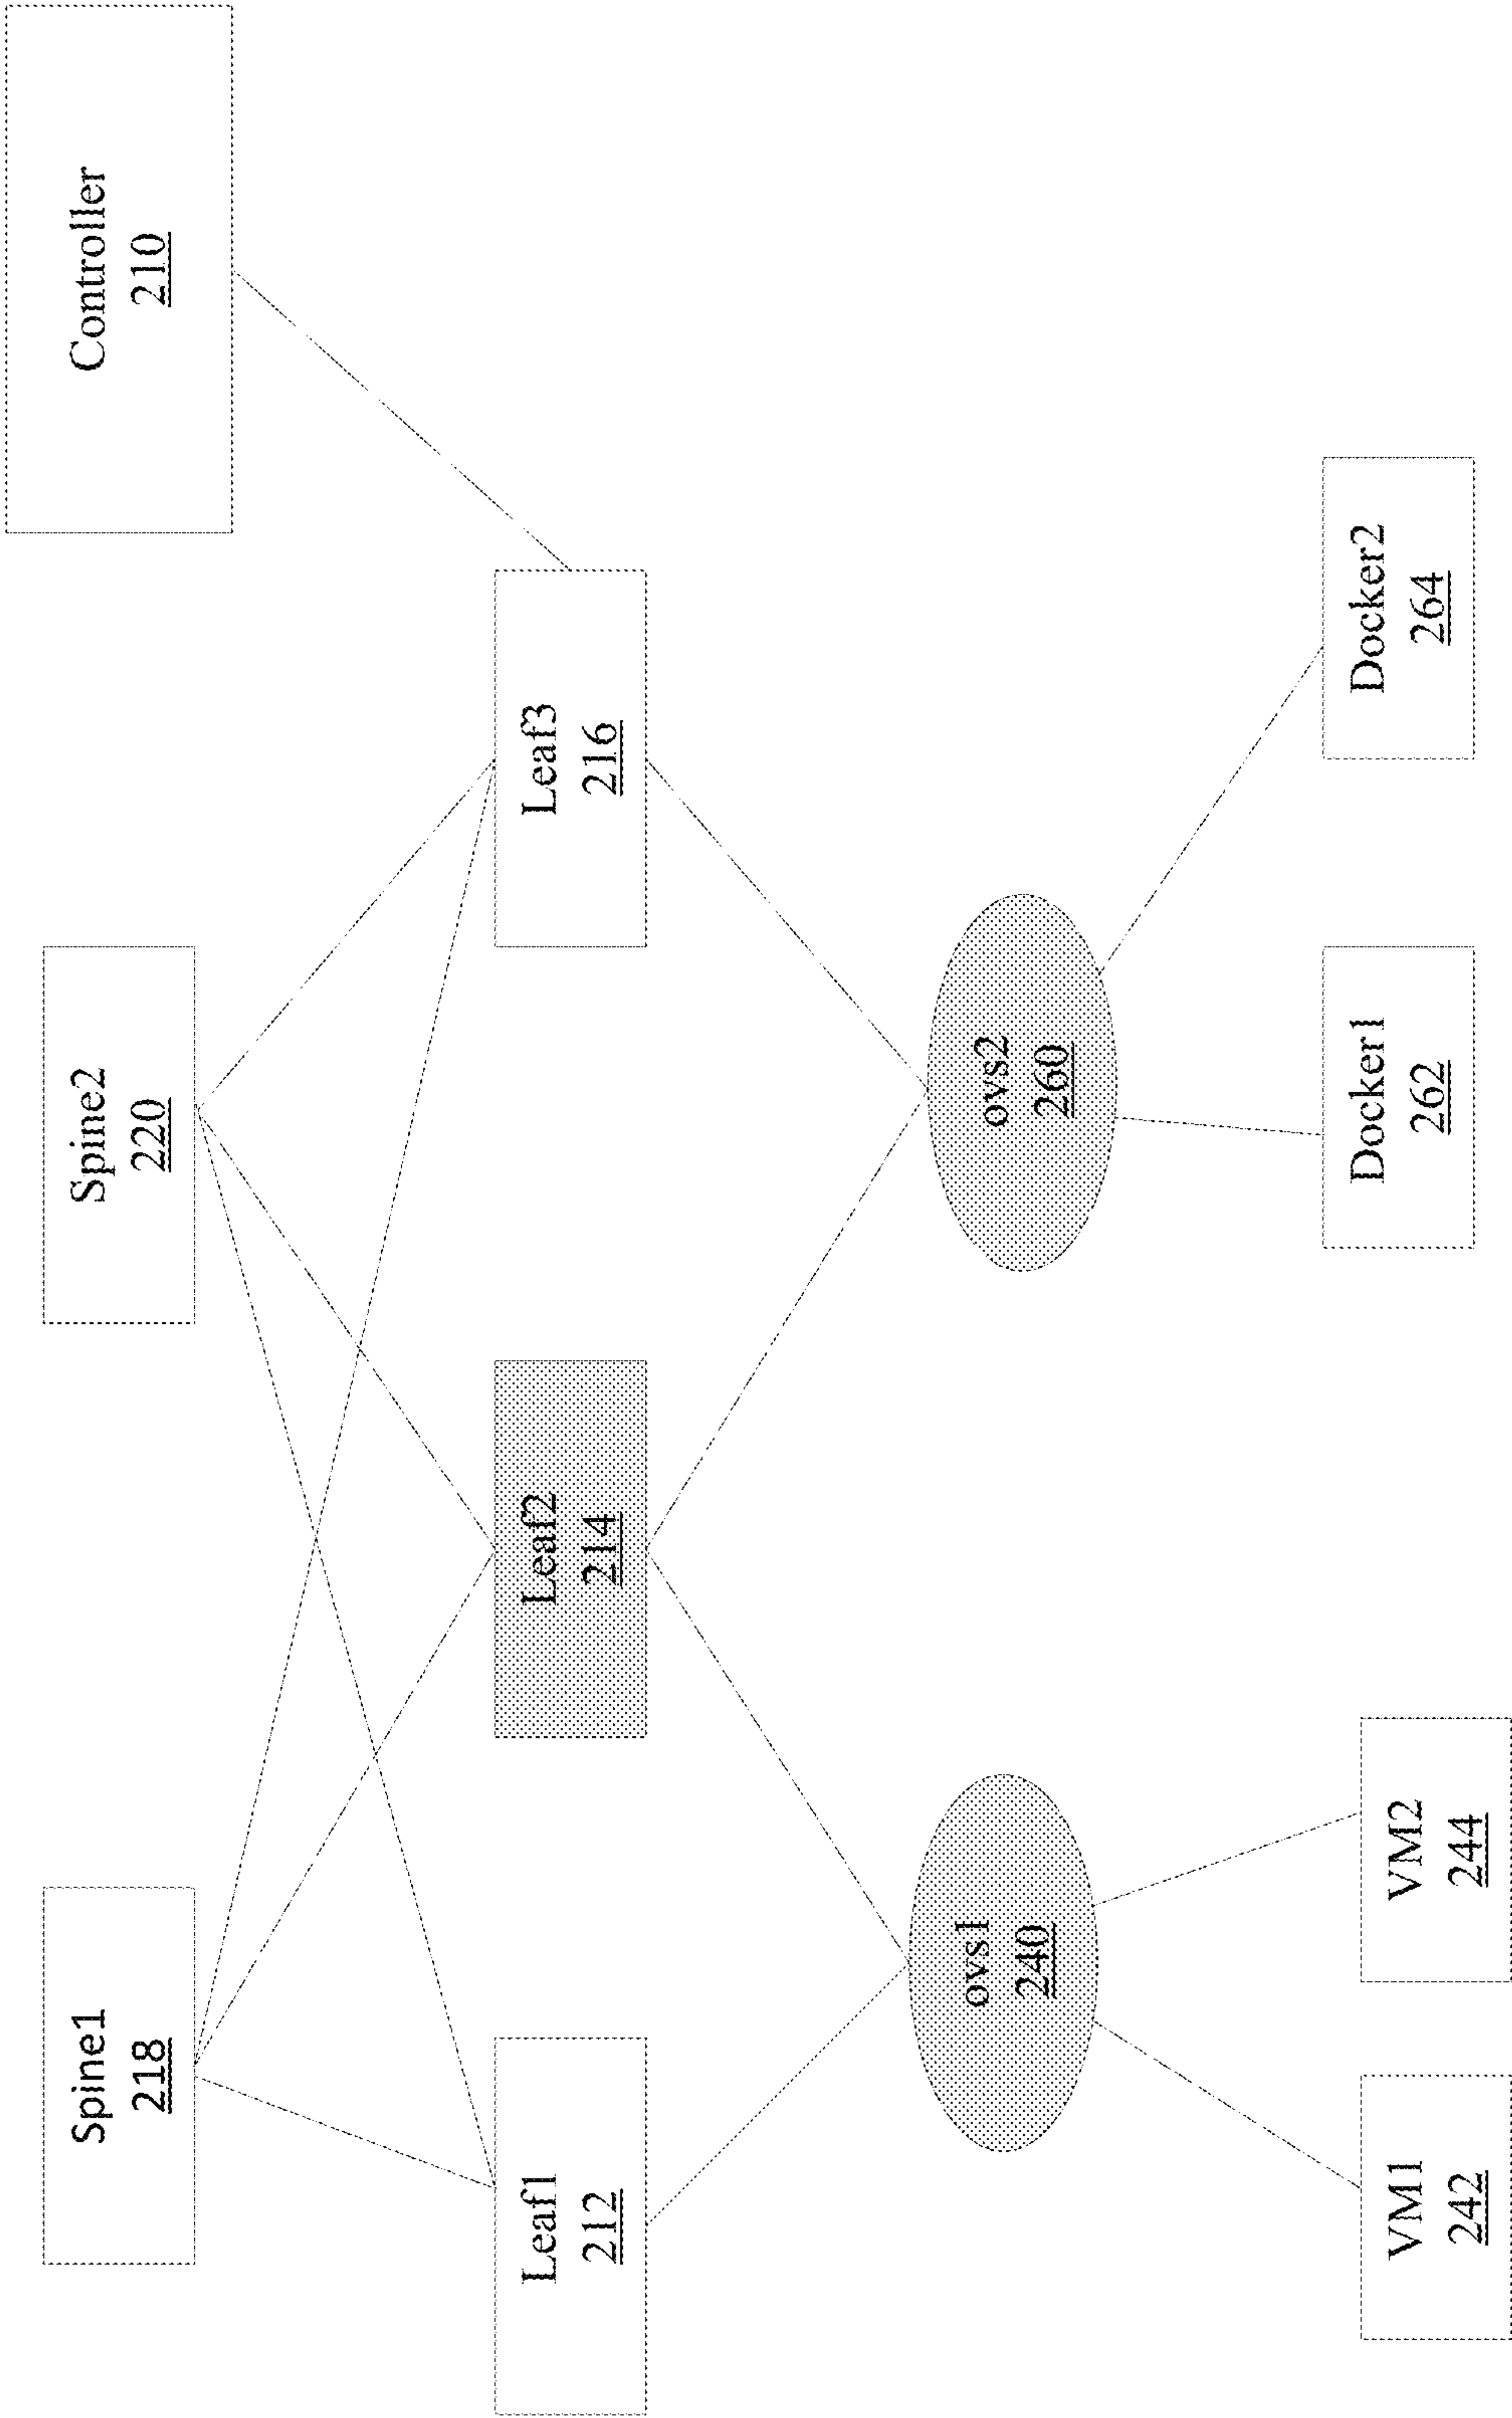 Spine1
218
Spine2
220
Controller
210
Leaf1
212
Leaf2
214
Leaf3
216
ovs1
240
ovs2
260
VM1
242
VM2
244
Docker1
262
Docker2
264